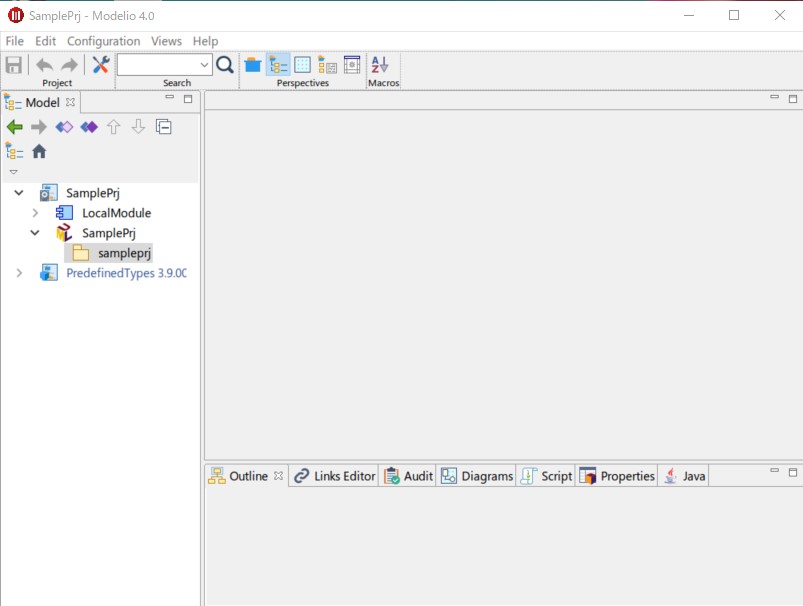 SamplePrj - Modelio 4.0
File Edit Configuration Views Help
Project Search Perspectives Macros
Model
SamplePrj
LocalModule
SamplePrj
sampleprj
PredefinedTypes 3.9.00
Outline Links Editor Audit Diagrams Script Properties Java